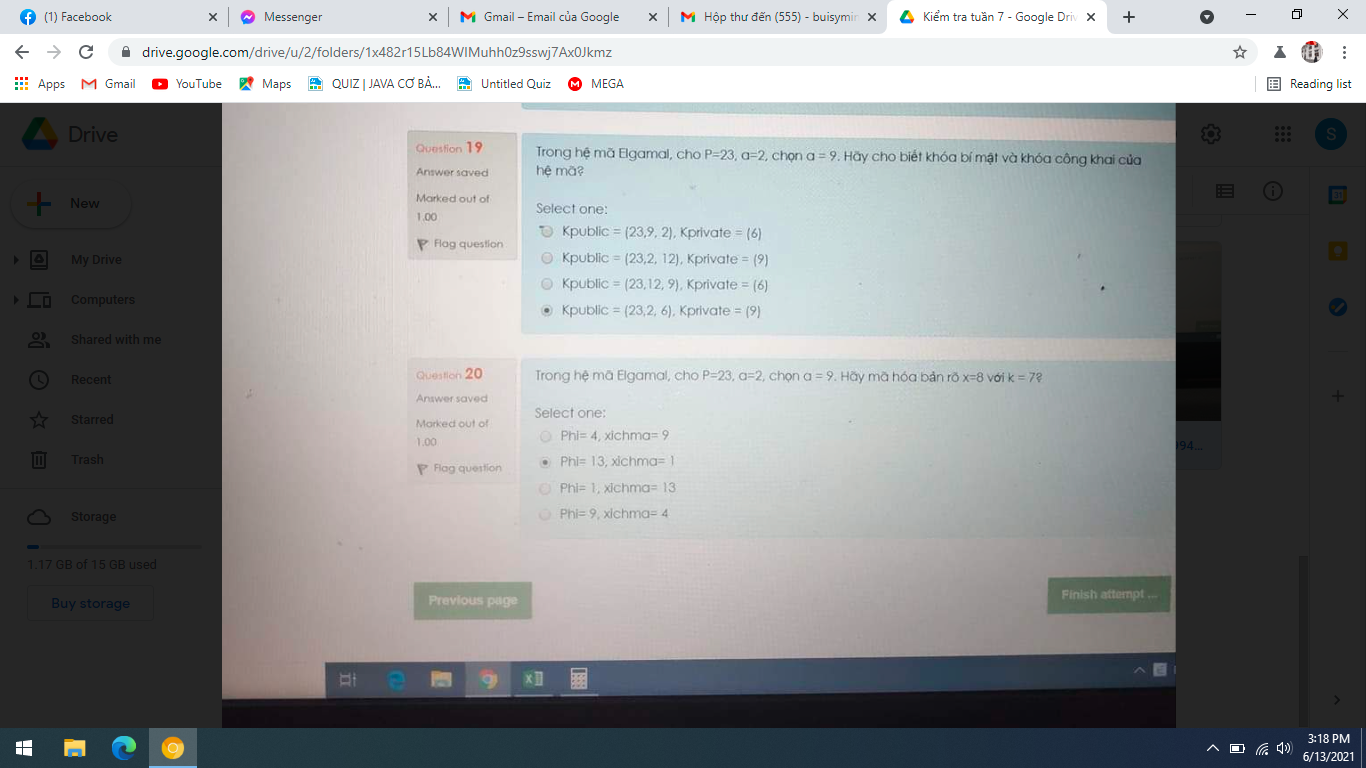 (1) Facebook
Messenger
Gmail – Email của Google
Hộp thư đến (555) - buisymin
Kiểm tra tuần 7 - Google Driv
drive.google.com/drive/u/2/folders/1x482r15Lb84WIMuhh0z9sswj7Ax0Jkmz
Apps
Gmail
YouTube
Maps
QUIZ | JAVA CƠ BẢ...
Untitled Quiz
MEGA
Reading list
Drive
S
New
My Drive
Computers
Shared with me
Recent
Starred
Trash
Storage
1.17 GB of 15 GB used
Buy storage
Question 19
Answer saved
Marked out of
1.00
Flag question
Trong hệ mã Elgamal, cho P=23, a=2, chọn a = 9. Hãy cho biết khóa bí mật và khóa công khai của
hệ mã?
Select one:
Kpublic = (23,9, 2), Kprivate = (6)
Kpublic = (23,2, 12), Kprivate = (9)
Kpublic = (23,12, 9), Kprivate = (6)
Kpublic = (23,2, 6), Kprivate = (9)
Question 20
Answer saved
Marked out of
1.00
Flag question
Trong hệ mã Elgamal, cho P=23, a=2, chọn a = 9. Hãy mã hóa bản rõ x=8 với k = 7?
Select one:
Phi= 4, xichma= 9
Phi= 13, xichma= 1
Phi= 1, xichma= 13
Phi= 9, xichma= 4
Previous page
Finish attempt ...
394...
3:18 PM
6/13/2021